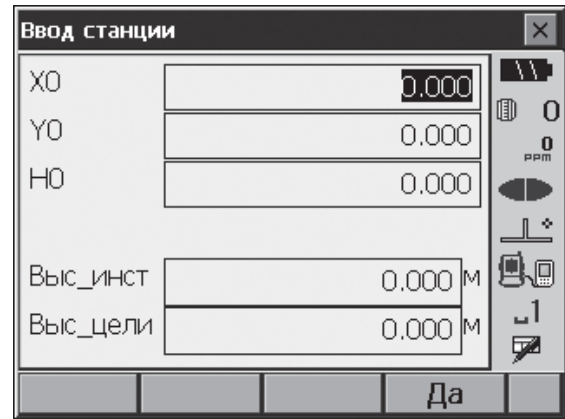 Ввод станции
X0 0.000
Y0 0.000
H0 0.000
Выс_инст 0.000 м
Выс_цели 0.000 м
0
0
PPM
1
Да